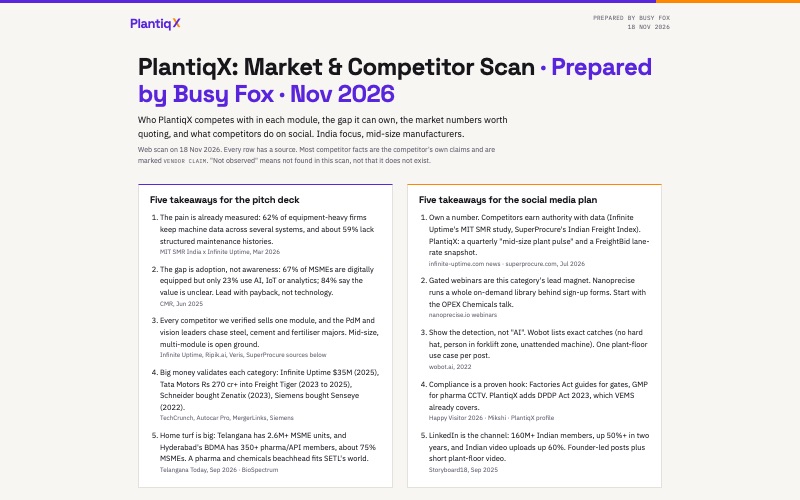 PlantiqX
PREPARED BY BUSY FOX
18 NOV 2026
PlantiqX: Market & Competitor Scan · Prepared
by Busy Fox · Nov 2026
Who PlantiqX competes with in each module, the gap it can own, the market numbers worth
quoting, and what competitors do on social. India focus, mid-size manufacturers.
Web scan on 18 Nov 2026. Every row has a source. Most competitor facts are the competitor's own claims and are
marked VENDOR CLAIM. "Not observed" means not found in this scan, not that it does not exist.
Five takeaways for the pitch deck
1. The pain is already measured: 62% of equipment-heavy firms
keep machine data across several systems, and about 59% lack
structured maintenance histories.
MIT SMR India x Infinite Uptime, Mar 2026
2. The gap is adoption, not awareness: 67% of MSMEs are digitally
equipped but only 23% use AI, IoT or analytics; 84% say the
value is unclear. Lead with payback, not technology.
CMR, Jun 2025
3. Every competitor we verified sells one module, and the PdM and
vision leaders chase steel, cement and fertiliser majors. Mid-size,
multi-module is open ground.
Infinite Uptime, Ripik.ai, Veris, SuperProcure sources below
4. Big money validates each category: Infinite Uptime $35M (2025),
Tata Motors Rs 270 cr+ into Freight Tiger (2023 to 2025),
Schneider bought Zenatix (2023), Siemens bought Senseye
(2022).
TechCrunch, Autocar Pro, MergerLinks, Siemens
5. Home turf is big: Telangana has 2.6M+ MSME units, and
Hyderabad's BDMA has 350+ pharma/API members, about 75%
MSMEs. A pharma and chemicals beachhead fits SETL's world.
Telangana Today, Sep 2026 · BioSpectrum
Five takeaways for the social media plan
1. Own a number. Competitors earn authority with data (Infinite
Uptime's MIT SMR study, SuperProcure's Indian Freight Index).
PlantiqX: a quarterly "mid-size plant pulse" and a FreightBid lane-
rate snapshot.
infinite-uptime.com news · superprocure.com, Jul 2026
2. Gated webinars are this category's lead magnet. Nanoprecise
runs a whole on-demand library behind sign-up forms. Start with
the OPEX Chemicals talk.
nanoprecise.io webinars
3. Show the detection, not "AI". Wobot lists exact catches (no hard
hat, person in forklift zone, unattended machine). One plant-floor
use case per post.
wobot.ai, 2022
4. Compliance is a proven hook: Factories Act guides for gates, GMP
for pharma CCTV. PlantiqX adds DPDP Act 2023, which VEMS
already covers.
Happy Visitor 2026 · Mikshi · PlantiqX profile
5. LinkedIn is the channel: 160M+ Indian members, up 50%+ in two
years, and Indian video uploads up 60%. Founder-led posts plus
short plant-floor video.
Storyboard18, Sep 2025